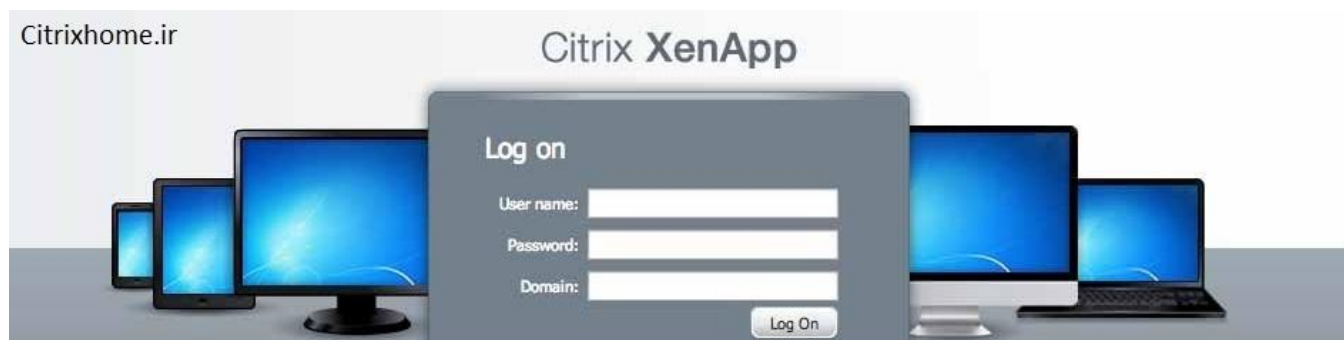 Citrixhome.ir
Citrix XenApp
Log on
User name:
Password:
Domain:
Log On